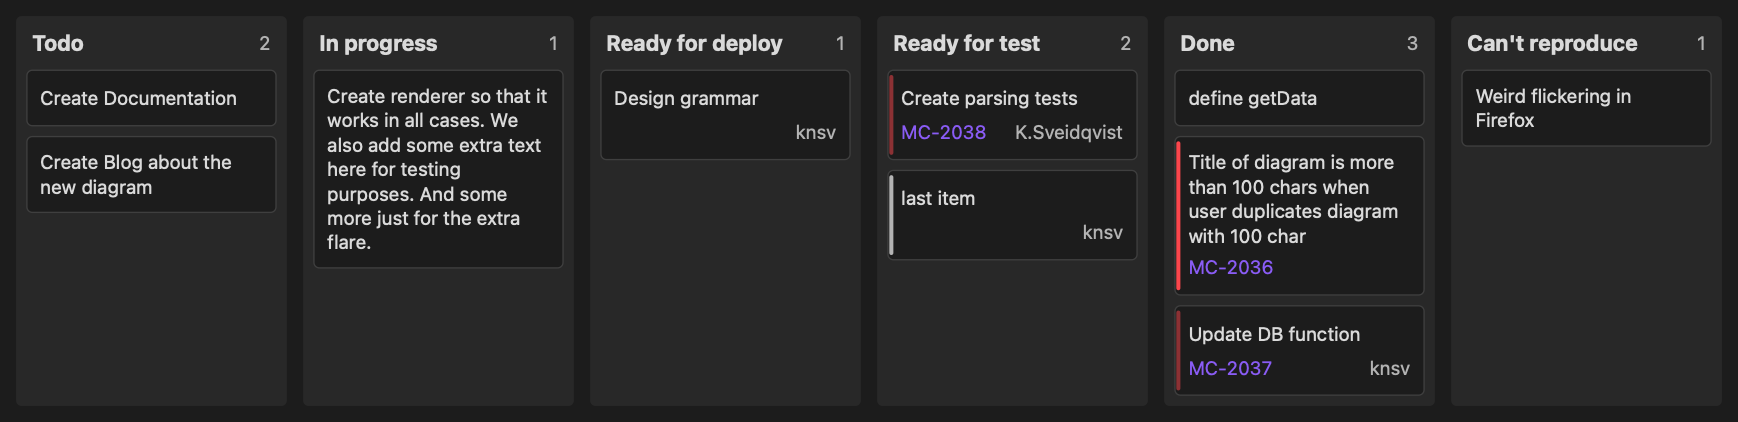 Todo 2
Create Documentation
Create Blog about the
new diagram
In progress 1
Create renderer so that it
works in all cases. We
also add some extra text
here for testing
purposes. And some
more just for the extra
flare.
Ready for deploy 1
Design grammar
knsv
Ready for test 2
Create parsing tests
MC-2038 K.Sveidqvist
last item
knsv
Done 3
define getData
Title of diagram is more
than 100 chars when
user duplicates diagram
with 100 char
MC-2036
Update DB function
MC-2037 knsv
Can't reproduce 1
Weird flickering in
Firefox